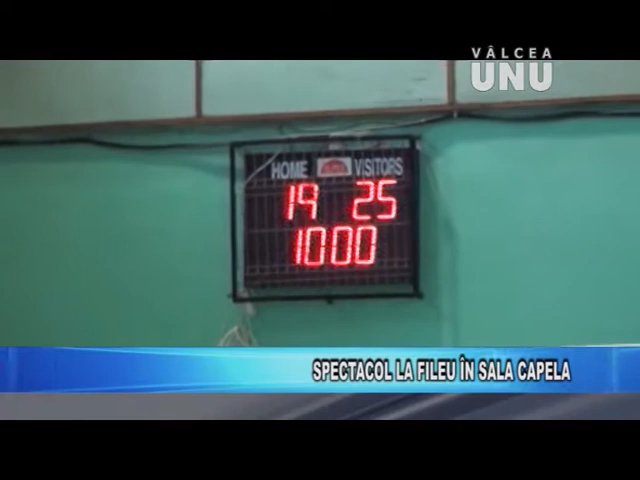 VÂLCEA
UNU
HOME VISITORS
19 25
1000
SPECTACOL LA FILEU ÎN SALA CAPELA